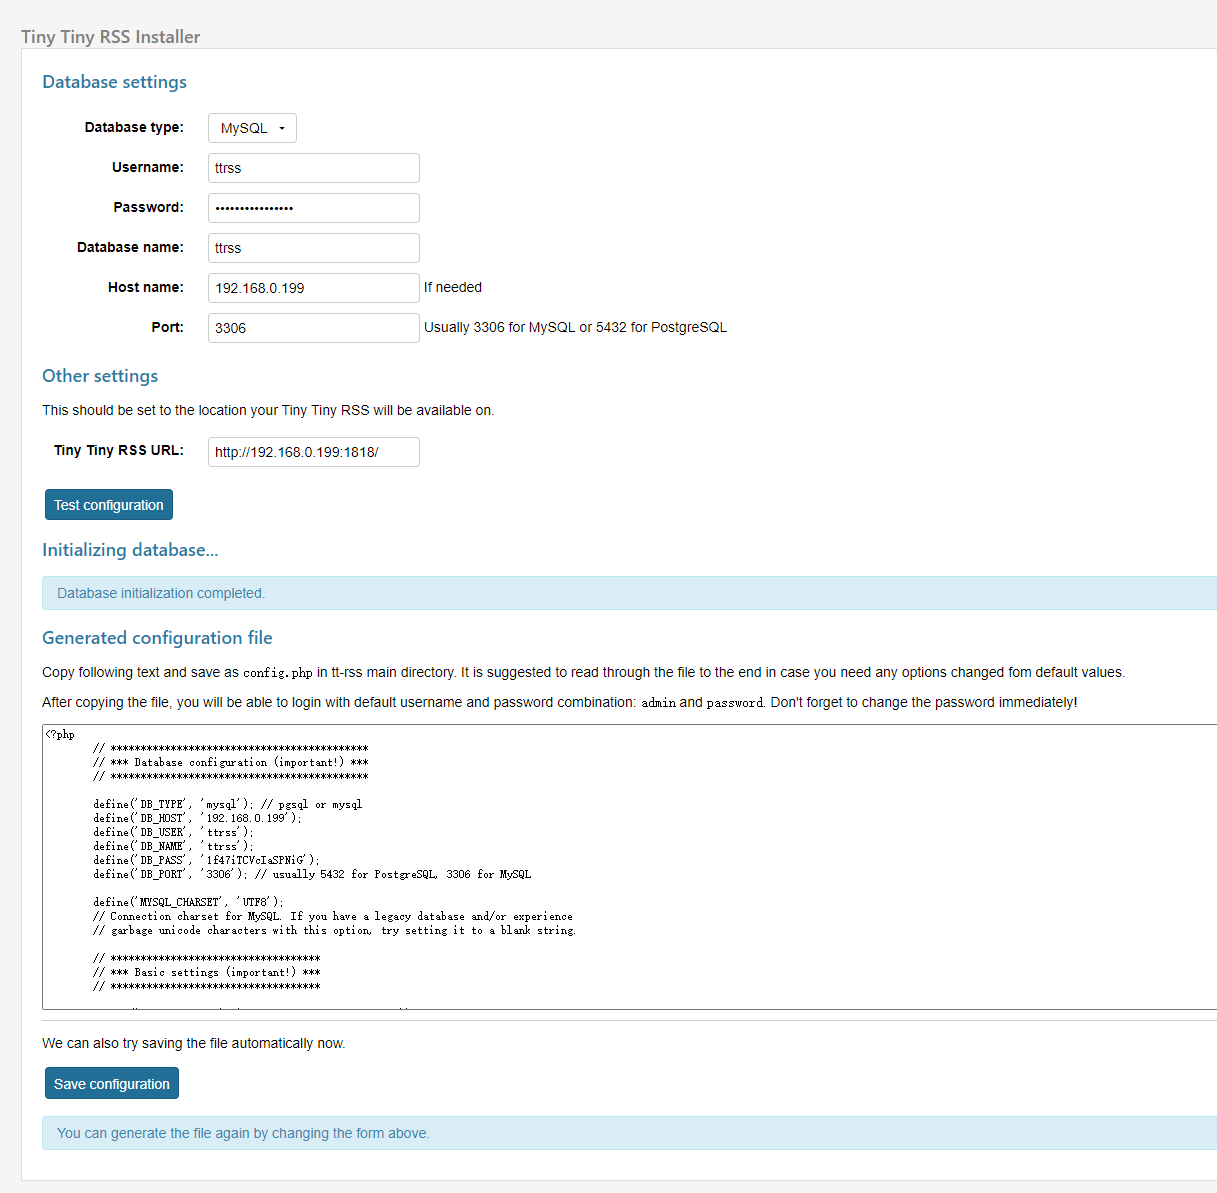 Tiny Tiny RSS Installer
Database settings
Database type: MySQL
Username: ttrss
Password: ••••••••••••••••
Database name: ttrss
Host name: 192.168.0.199 If needed
Port: 3306 Usually 3306 for MySQL or 5432 for PostgreSQL
Other settings
This should be set to the location your Tiny Tiny RSS will be available on.
Tiny Tiny RSS URL: http://192.168.0.199:1818/
Test configuration
Initializing database...
Database initialization completed.
Generated configuration file
Copy following text and save as config.php in tt-rss main directory. It is suggested to read through the file to the end in case you need any options changed fom default values.
After copying the file, you will be able to login with default username and password combination: admin and password. Don't forget to change the password immediately!
<?php
// *******************************************
// *** Database configuration (important!) ***
// *******************************************
define('DB_TYPE', 'mysql'); // pgsql or mysql
define('DB_HOST', '192.168.0.199');
define('DB_USER', 'ttrss');
define('DB_NAME', 'ttrss');
define('DB_PASS', '1f47iTCVcIaSPNiG');
define('DB_PORT', '3306'); // usually 5432 for PostgreSQL, 3306 for MySQL
define('MYSQL_CHARSET', 'UTF8');
// Connection charset for MySQL. If you have a legacy database and/or experience
// garbage unicode characters with this option, try setting it to a blank string.
// ***********************************
// *** Basic settings (important!) ***
// ***********************************
We can also try saving the file automatically now.
Save configuration
You can generate the file again by changing the form above.